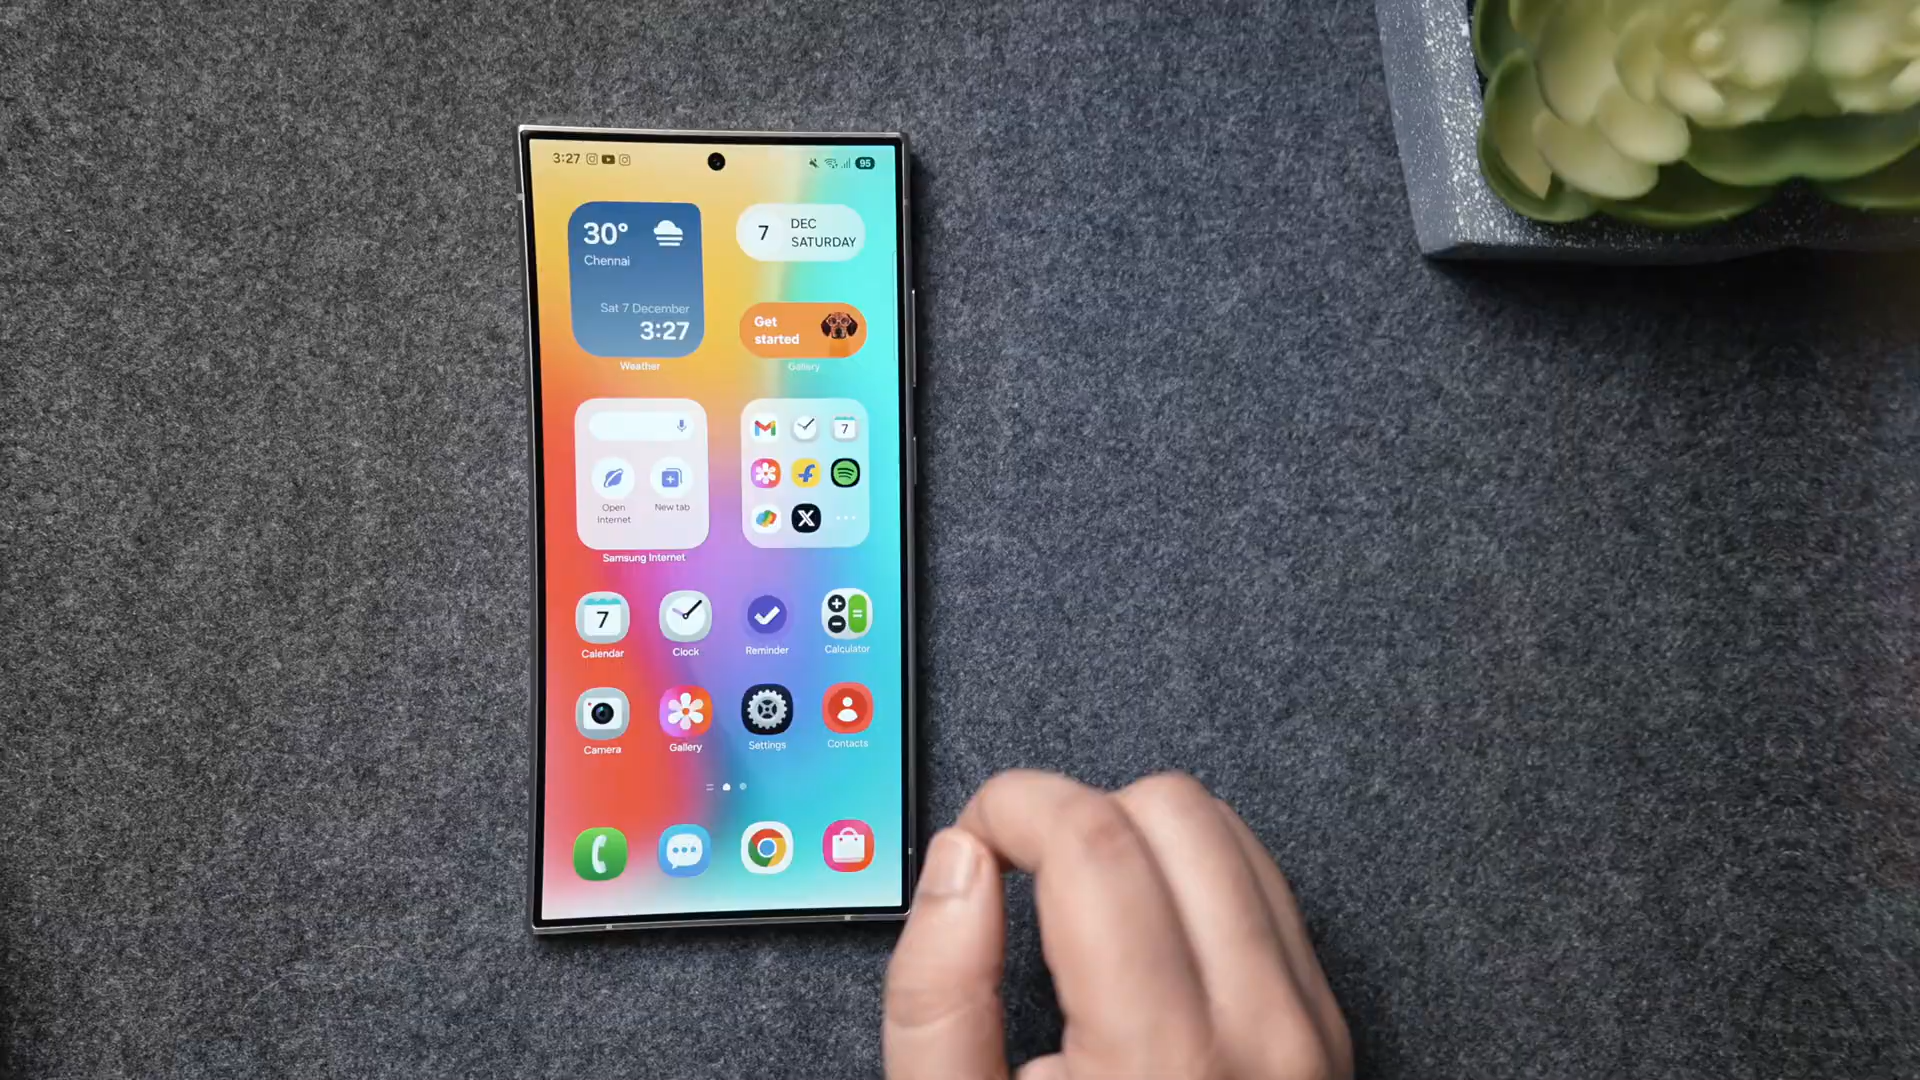 3:27
95
30°
Chennai
Sat 7 December
3:27
Weather
7
DEC
SATURDAY
Get
started
Gallery
7
Open
Internet
New tab
Samsung Internet
7
Calendar
Clock
Reminder
Calculator
Camera
Gallery
Settings
Contacts